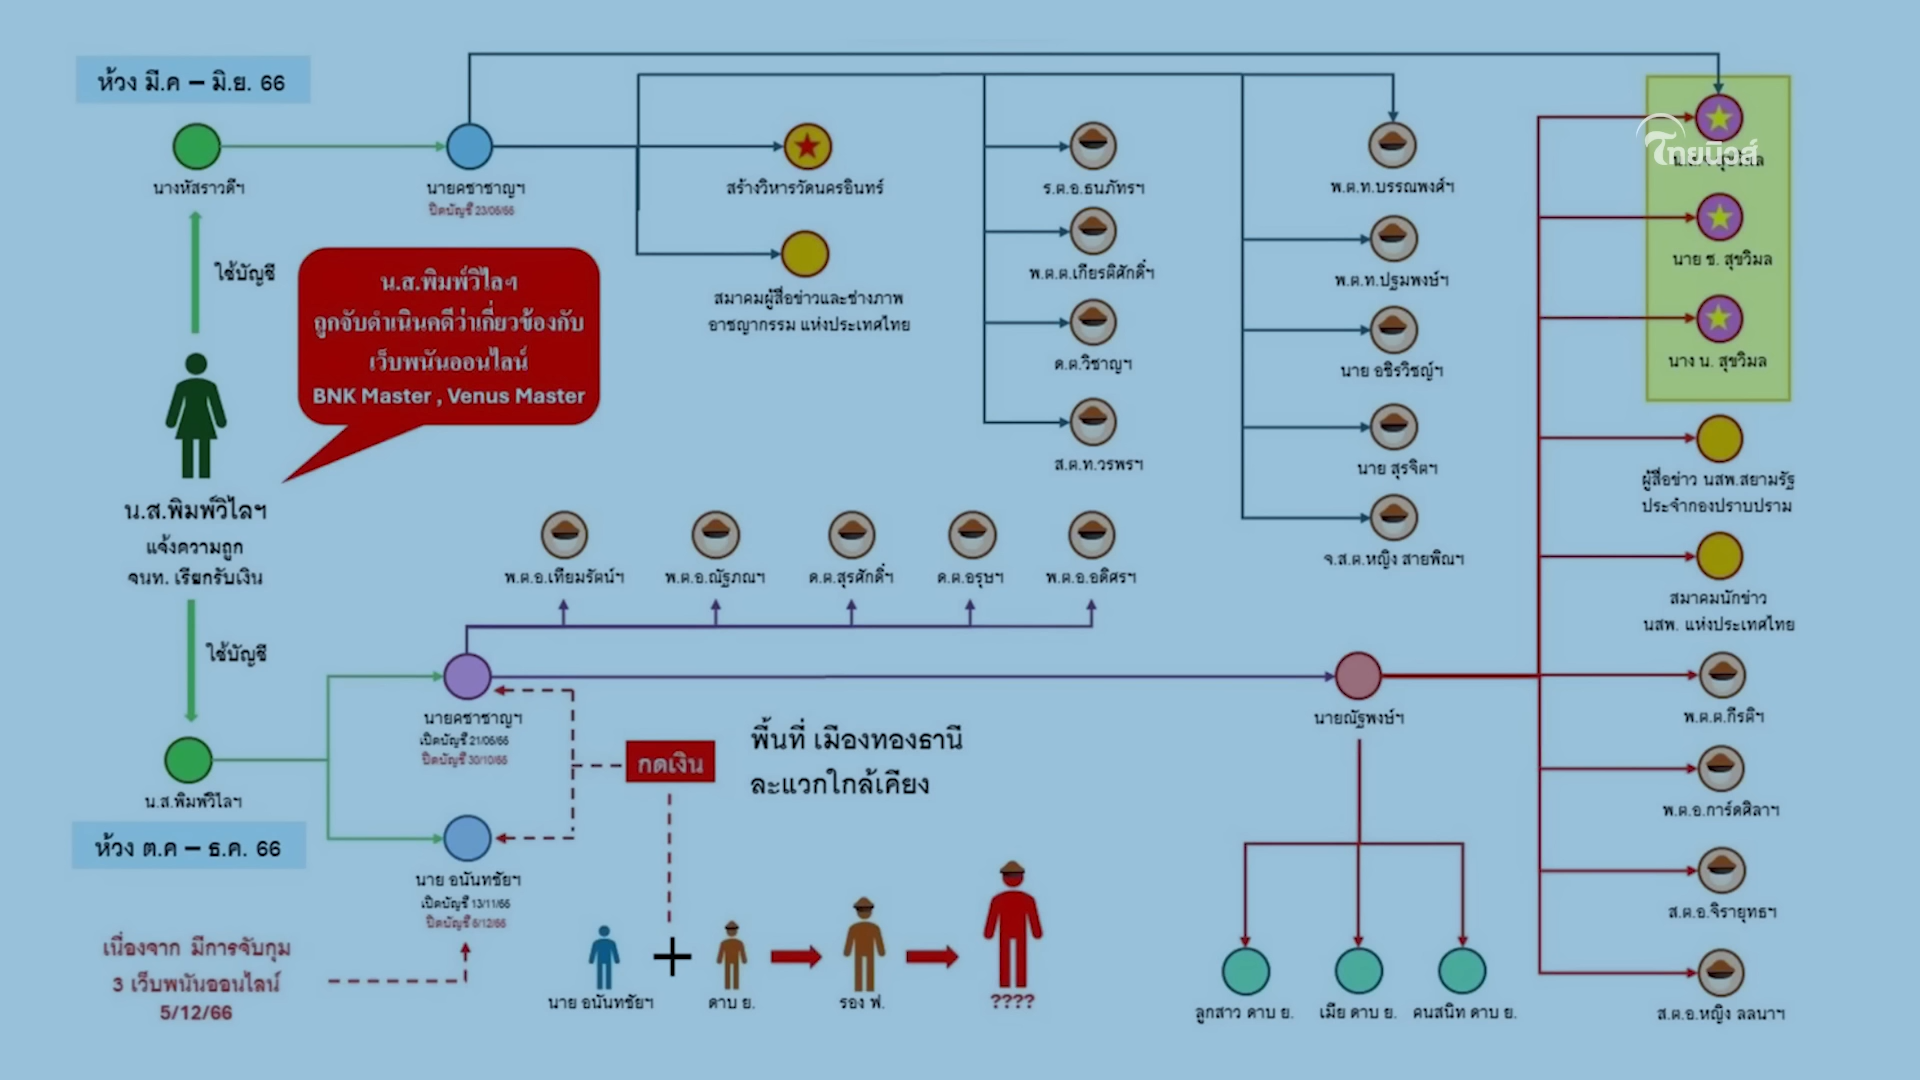 ห้วง มี.ค – มิ.ย. 66
ไทยนิวส์
นางหัสราวดีฯ
นายคชาชาญฯ
ปิดบัญชี 23/06/66
สร้างวิหารวัดนครอินทร์
ร.ต.อ.ธนภัทรฯ
พ.ต.ท.บรรณพงศ์ฯ
ใช้บัญชี
น.ส.พิมพ์วิไลฯ
ถูกจับดำเนินคดีว่าเกี่ยวข้องกับ
เว็บพนันออนไลน์
BNK Master , Venus Master
สมาคมผู้สื่อข่าวและช่างภาพ
อาชญากรรม แห่งประเทศไทย
พ.ต.ต.เกียรติศักดิ์ฯ
พ.ต.ท.ปฐมพงษ์ฯ
นาย ช. สุขวิมล
ด.ต.วิชาญฯ
นาย อชิรวิชญ์ฯ
นาง น. สุขวิมล
ส.ต.ท.วรพรฯ
นาย สุรจิตฯ
ผู้สื่อข่าว นสพ.สยามรัฐ
ประจำกองปราบปราม
น.ส.พิมพ์วิไลฯ
แจ้งความถูก
จนท. เรียกรับเงิน
พ.ต.อ.เทียมรัตน์ฯ
พ.ต.อ.ณัฐภณฯ
ด.ต.สุรศักดิ์ฯ
ด.ต.อรุษฯ
พ.ต.อ.อดิศรฯ
จ.ส.ต.หญิง สายพิณฯ
สมาคมนักข่าว
นสพ. แห่งประเทศไทย
ใช้บัญชี
นายคชาชาญฯ
เปิดบัญชี 21/06/66
ปิดบัญชี 30/10/66
นายณัฐพงษ์ฯ
พ.ต.ต.กีรติฯ
กดเงิน
พื้นที่ เมืองทองธานี
ละแวกใกล้เคียง
น.ส.พิมพ์วิไลฯ
ห้วง ต.ค – ธ.ค. 66
พ.ต.อ.การ์ดศิลาฯ
นาย อนันทชัยฯ
เปิดบัญชี 13/11/66
ปิดบัญชี 6/12/66
ส.ต.อ.จิรายุทธฯ
เนื่องจาก มีการจับกุม
3 เว็บพนันออนไลน์
5/12/66
นาย อนันทชัยฯ
ดาบ ย.
รอง ฟ.
????
ลูกสาว ดาบ ย.
เมีย ดาบ ย.
คนสนิท ดาบ ย.
ส.ต.อ.หญิง ลลนาฯ